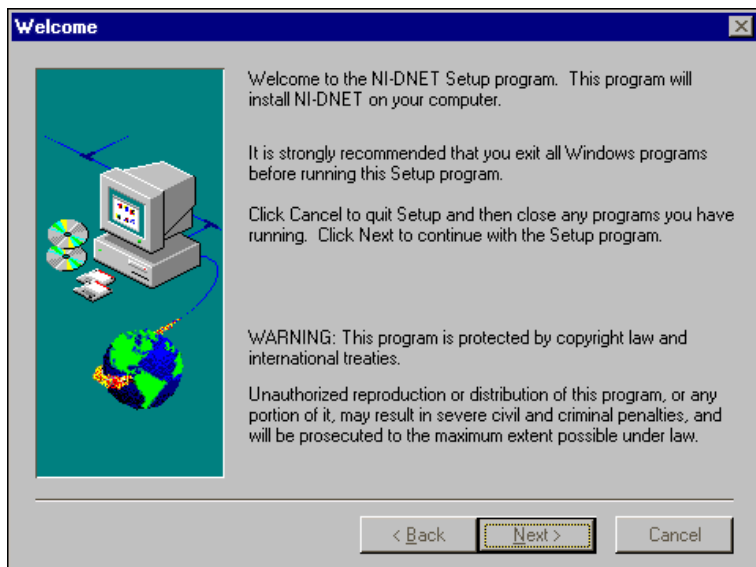 Welcome
Welcome to the NI-DNET Setup program. This program will
install NI-DNET on your computer.
It is strongly recommended that you exit all Windows programs
before running this Setup program.
Click Cancel to quit Setup and then close any programs you have
running. Click Next to continue with the Setup program.
WARNING: This program is protected by copyright law and
international treaties.
Unauthorized reproduction or distribution of this program, or any
portion of it, may result in severe civil and criminal penalties, and
will be prosecuted to the maximum extent possible under law.
< Back Next > Cancel